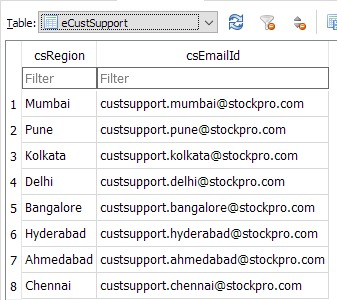 Table: eCustSupport
csRegion csEmailId
Filter Filter
1 Mumbai custsupport.mumbai@stockpro.com
2 Pune custsupport.pune@stockpro.com
3 Kolkata custsupport.kolkata@stockpro.com
4 Delhi custsupport.delhi@stockpro.com
5 Bangalore custsupport.bangalore@stockpro.com
6 Hyderabad custsupport.hyderabad@stockpro.com
7 Ahmedabad custsupport.ahmedabad@stockpro.com
8 Chennai custsupport.chennai@stockpro.com